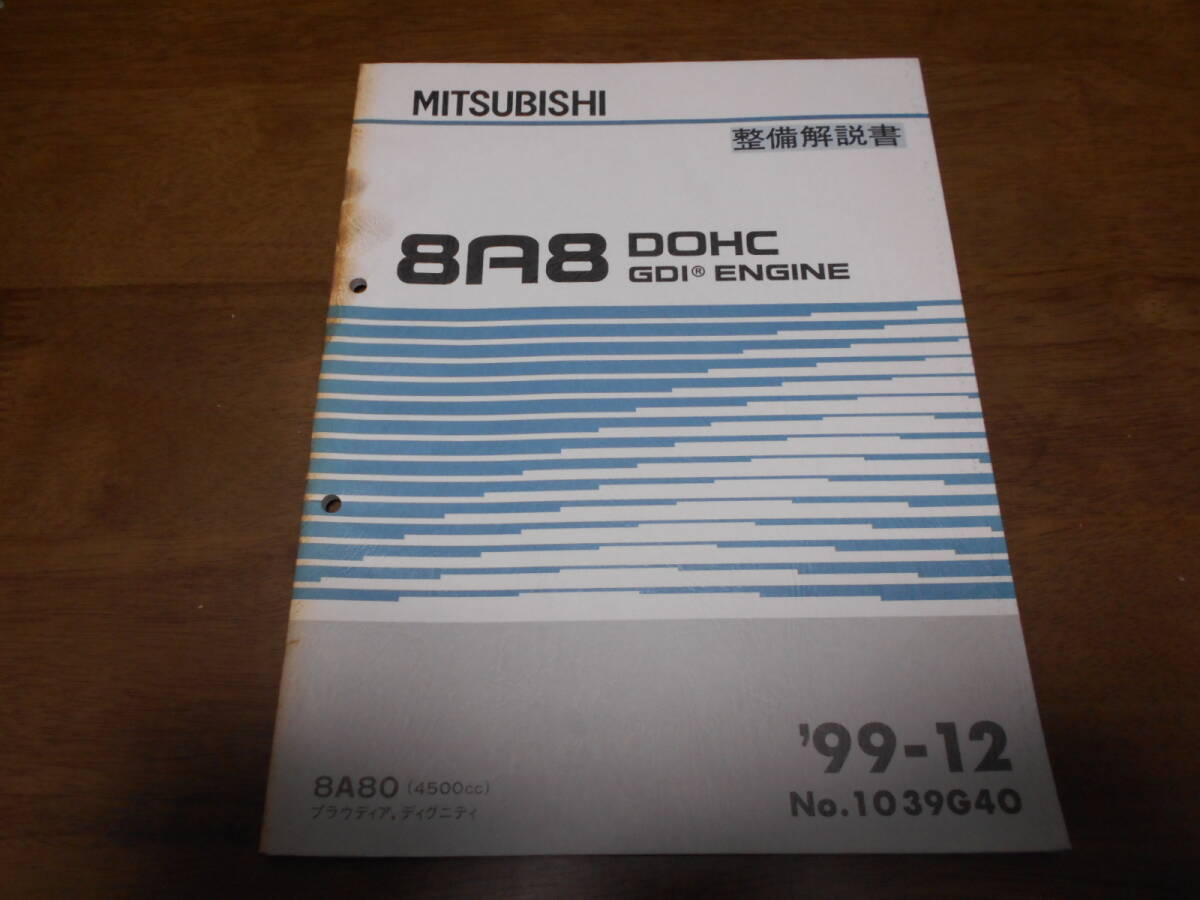 MITSUBISHI
整備解説書
8A8 DOHC
GDI® ENGINE
'99-12
No.1039G40
8A80 (4500cc)
プラウディア,ディグニティ